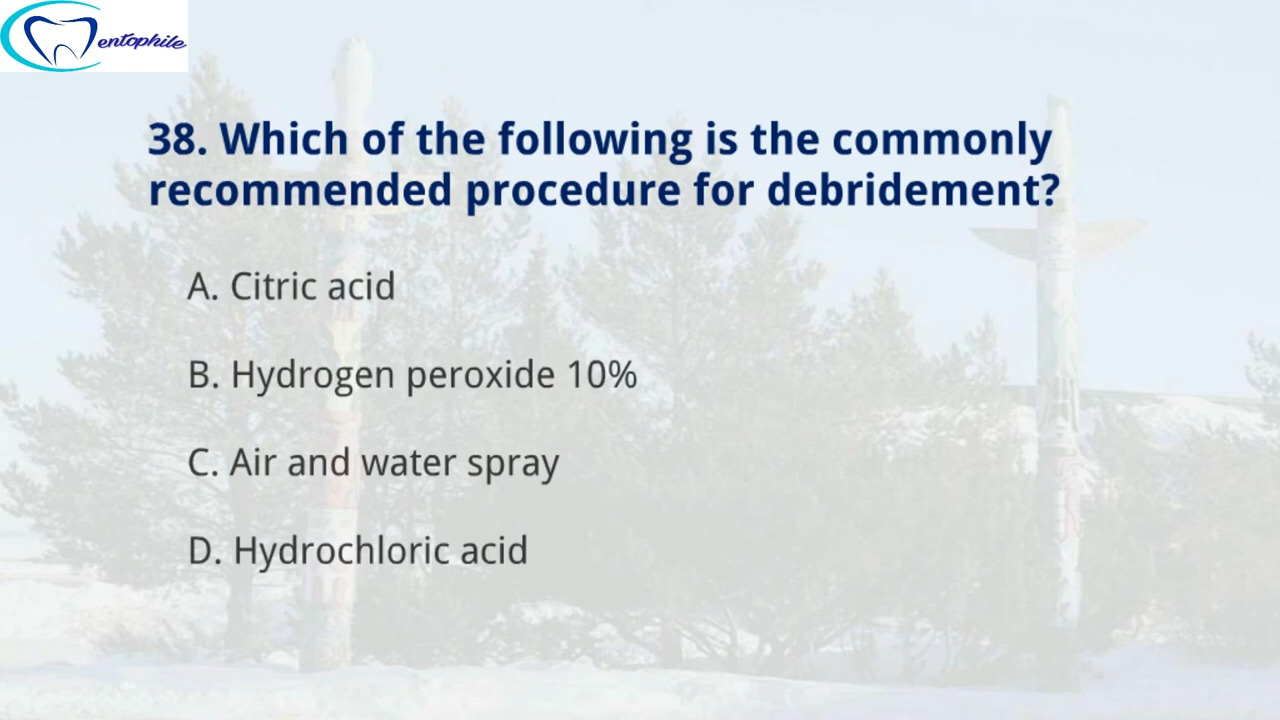 entophile
38. Which of the following is the commonly
recommended procedure for debridement?
A. Citric acid
B. Hydrogen peroxide 10%
C. Air and water spray
D. Hydrochloric acid